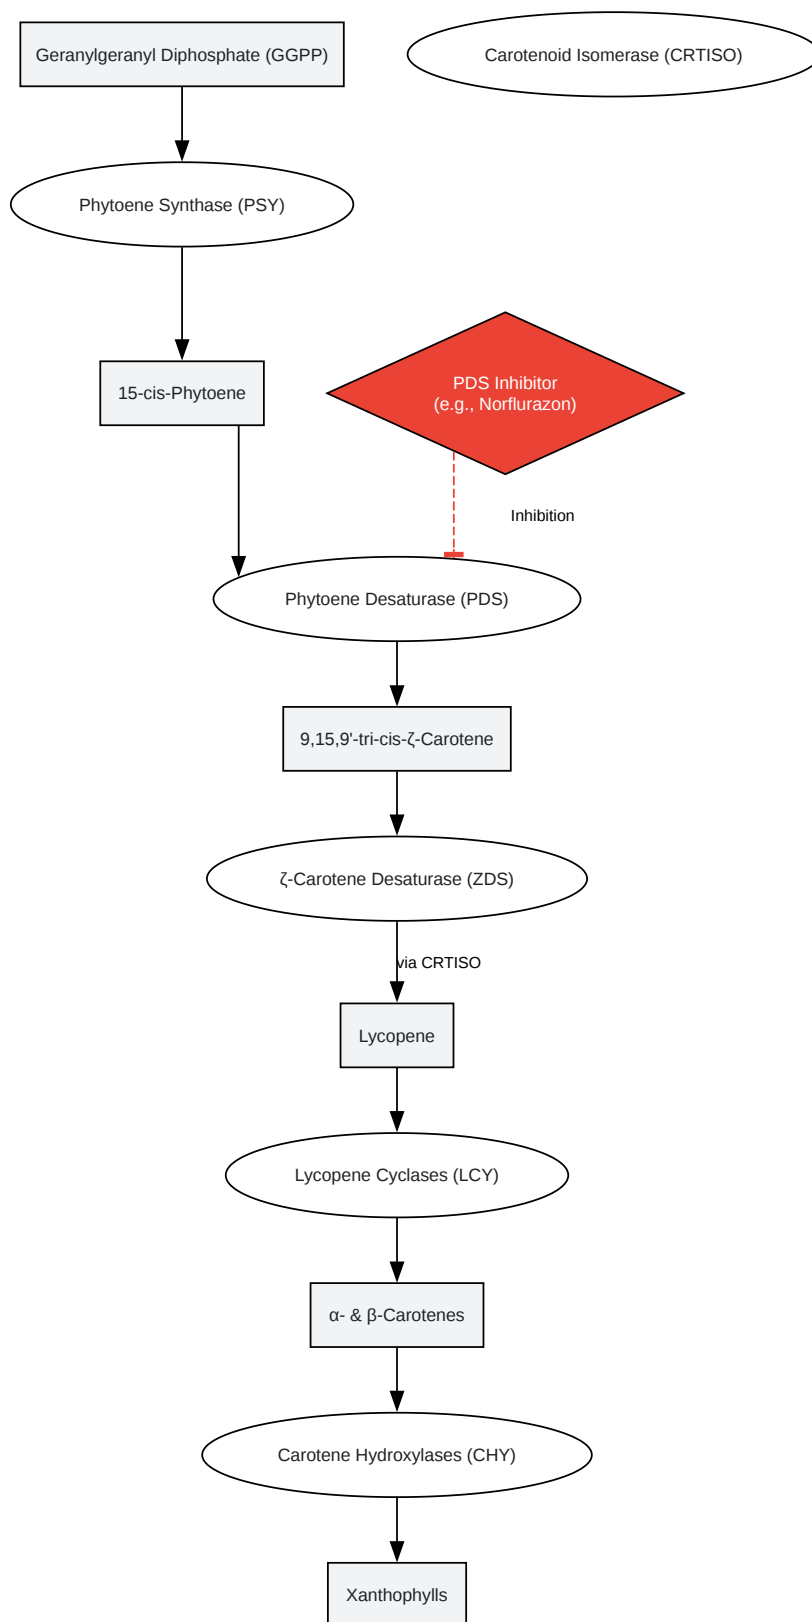 Geranylgeranyl Diphosphate (GGPP)
Carotenoid Isomerase (CRTISO)
Phytoene Synthase (PSY)
15-cis-Phytoene
PDS Inhibitor
(e.g., Norflurazon)
Inhibition
Phytoene Desaturase (PDS)
9,15,9'-tri-cis-ζ-Carotene
ζ-Carotene Desaturase (ZDS)
via CRTISO
Lycopene
Lycopene Cyclases (LCY)
α- & β-Carotenes
Carotene Hydroxylases (CHY)
Xanthophylls